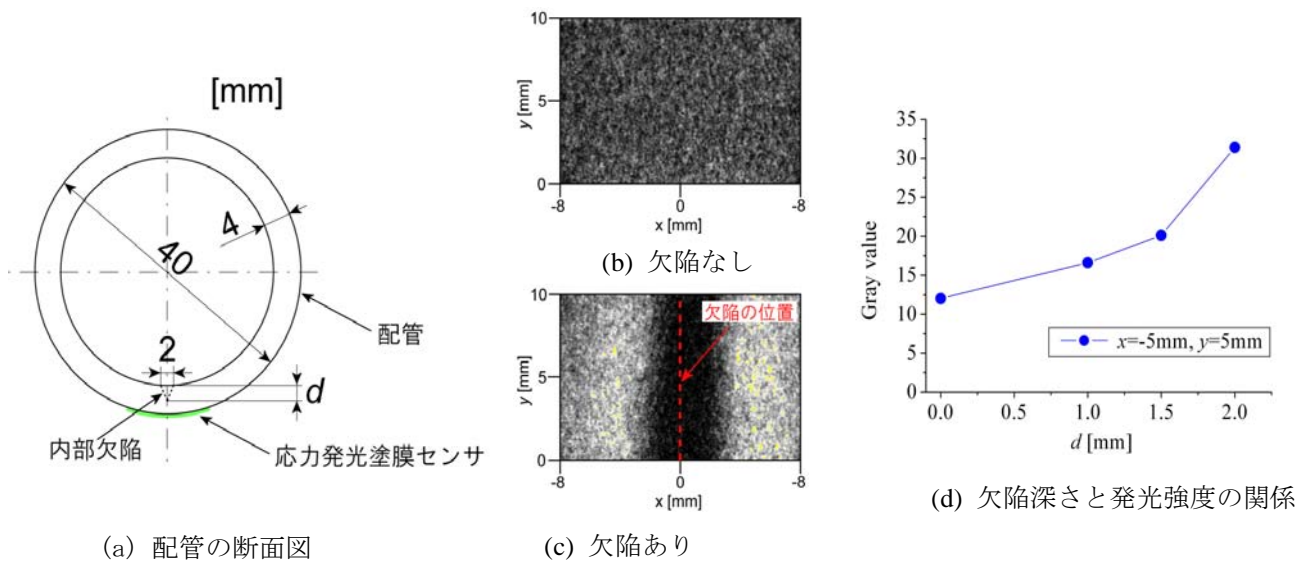 [mm]
4
40
2
d
配管
内部欠陥
応力発光塗膜センサ
(a) 配管の断面図
10
5
0
y [mm]
-8
0
-8
x [mm]
(b) 欠陥なし
欠陥の位置
10
5
0
y [mm]
-8
0
-8
x [mm]
(c) 欠陥あり
35
30
25
20
15
10
5
0
Gray value
x=-5mm, y=5mm
0.0 0.5 1.0 1.5 2.0
d [mm]
(d) 欠陥深さと発光強度の関係